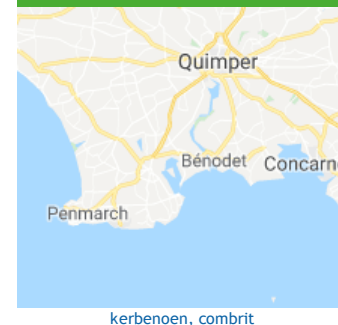 Quimper
Bénodet
Concarn
Penmarch
kerbenoen, combrit